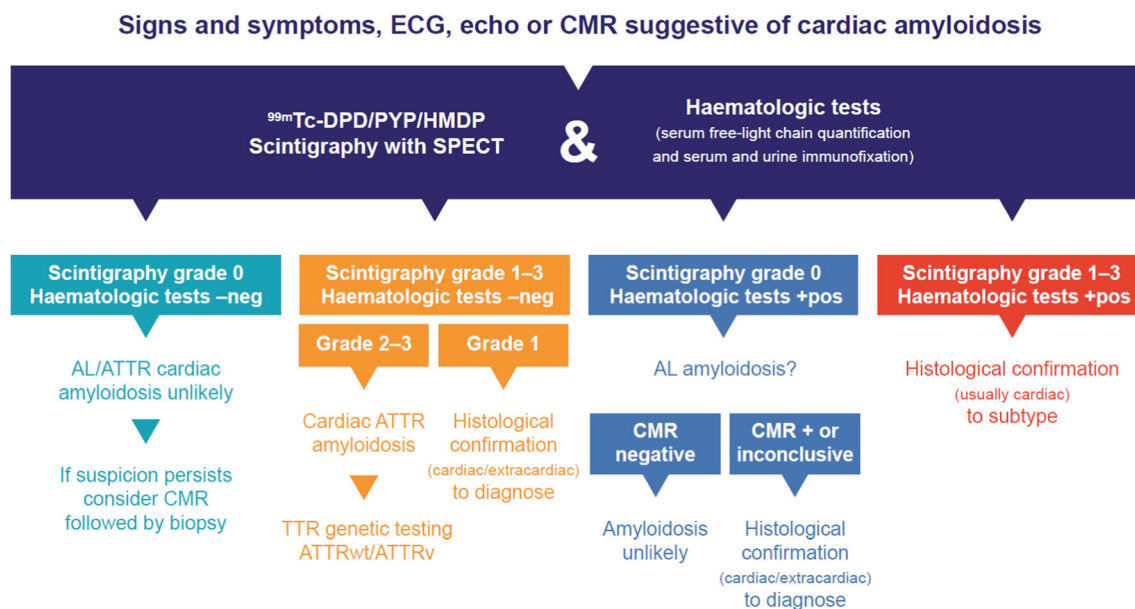 Signs and symptoms, ECG, echo or CMR suggestive of cardiac amyloidosis
99mTc-DPD/PYP/HMDP
Scintigraphy with SPECT
&
Haematologic tests
(serum free-light chain quantification
and serum and urine immunofixation)
Scintigraphy grade 0
Haematologic tests –neg
AL/ATTR cardiac
amyloidosis unlikely
If suspicion persists
consider CMR
followed by biopsy
Scintigraphy grade 1–3
Haematologic tests –neg
Grade 2–3
Cardiac ATTR
amyloidosis
TTR genetic testing
ATTRwt/ATTRv
Grade 1
Histological
confirmation
(cardiac/extracardiac)
to diagnose
Scintigraphy grade 0
Haematologic tests +pos
AL amyloidosis?
CMR
negative
Amyloidosis
unlikely
CMR + or
inconclusive
Histological
confirmation
(cardiac/extracardiac)
to diagnose
Scintigraphy grade 1–3
Haematologic tests +pos
Histological confirmation
(usually cardiac)
to subtype